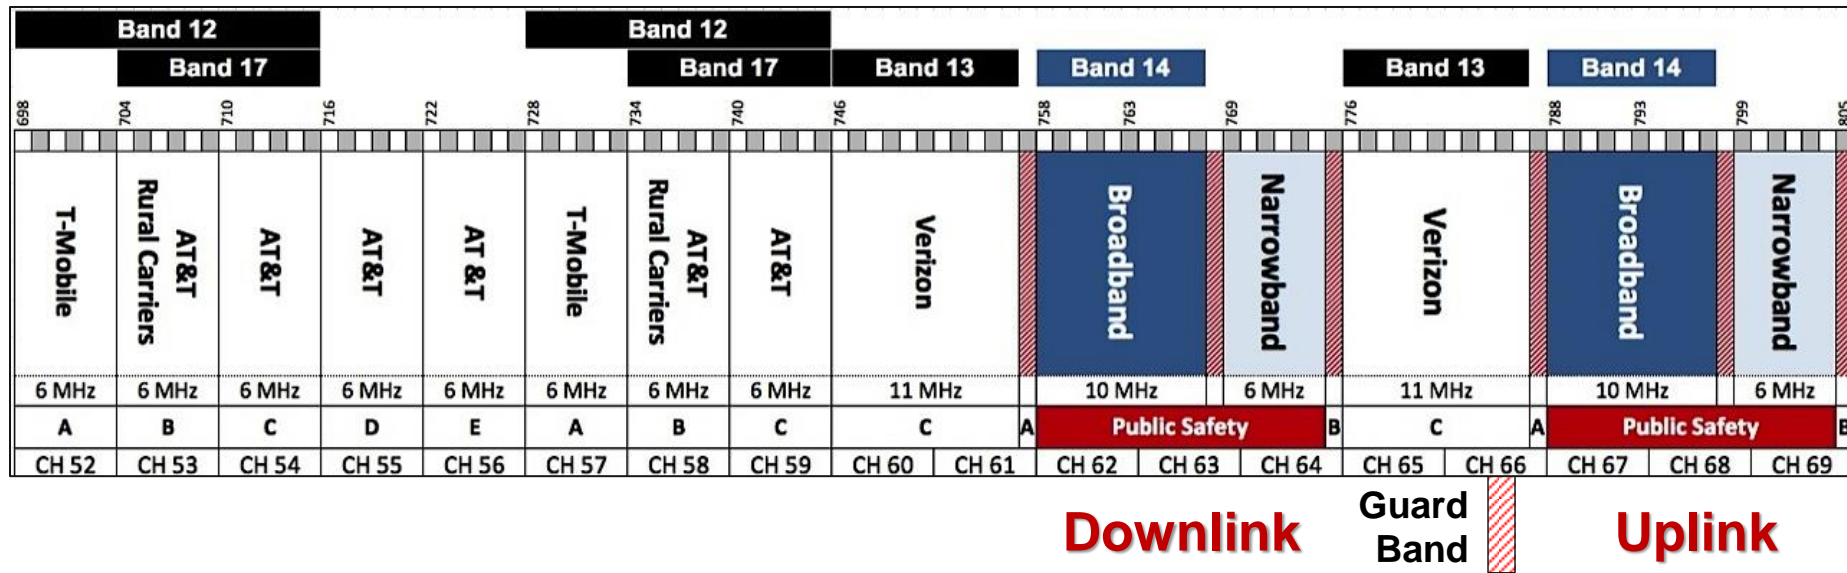 Band 12 Band 12
Band 17 Band 17 Band 13 Band 14 Band 13 Band 14
698 704 710 716 722 728 734 740 746 758 763 769 776 788 793 799 805
T-Mobile
Rural Carriers
AT&T
AT&T
AT&T
AT &T
T-Mobile
Rural Carriers
AT&T
AT&T
Verizon
Broadband
Narrowband
Verizon
Broadband
Narrowband
6 MHz 6 MHz 6 MHz 6 MHz 6 MHz 6 MHz 6 MHz 6 MHz 11 MHz 10 MHz 6 MHz 11 MHz 10 MHz 6 MHz
A B C D E A B C C A Public Safety B C A Public Safety B
CH 52 CH 53 CH 54 CH 55 CH 56 CH 57 CH 58 CH 59 CH 60 CH 61 CH 62 CH 63 CH 64 CH 65 CH 66 CH 67 CH 68 CH 69
Downlink Guard Band Uplink